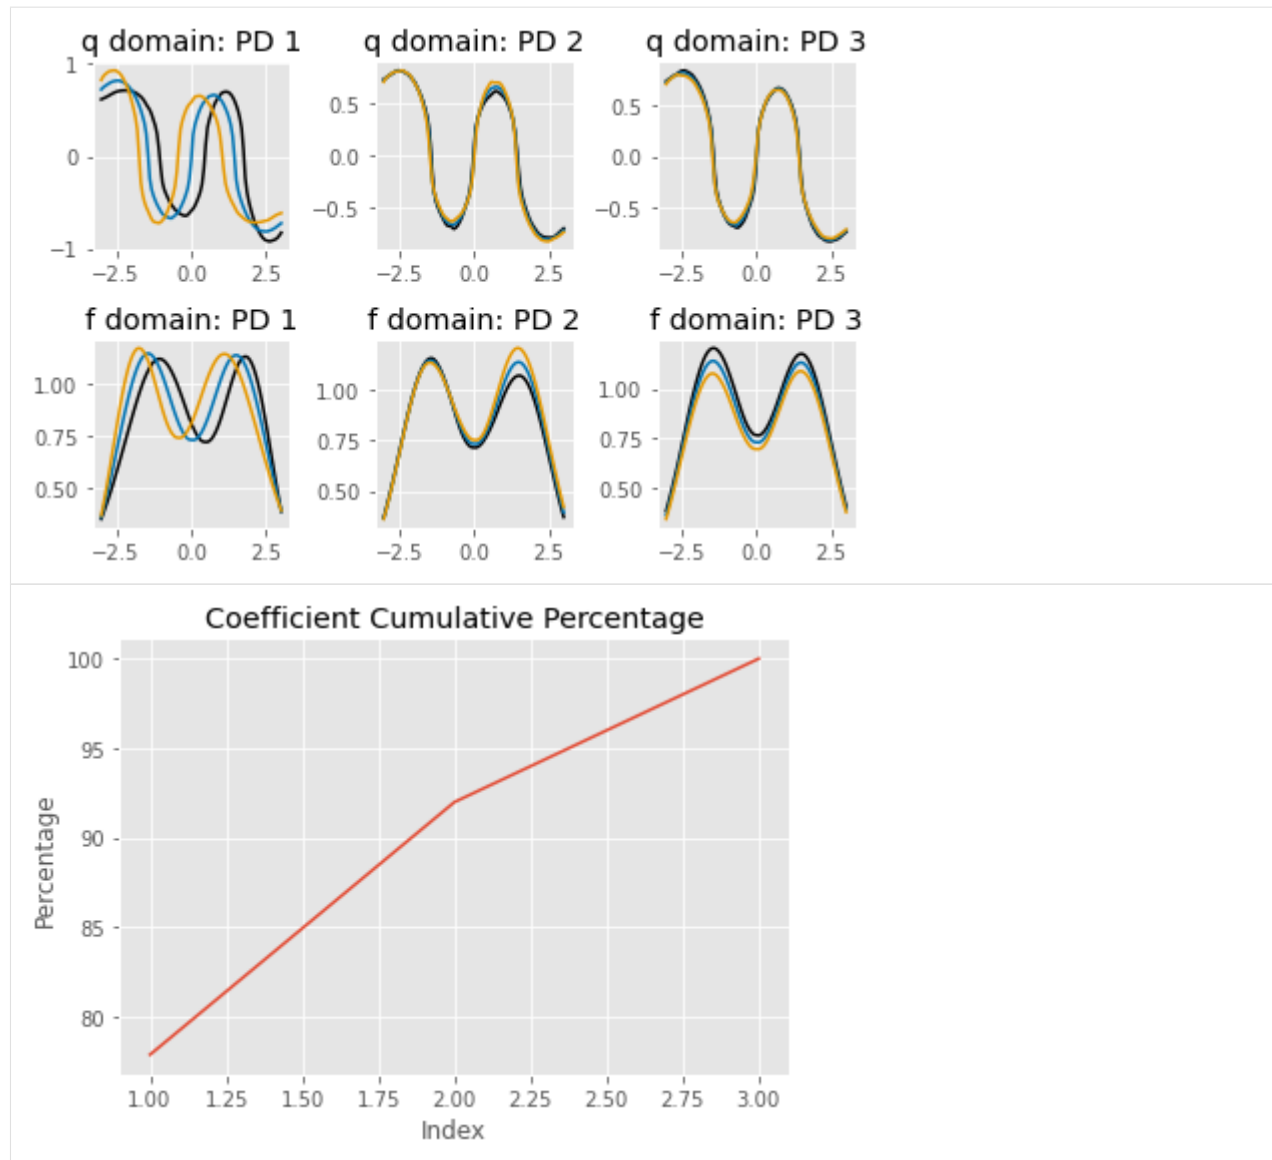 q domain: PD 1 q domain: PD 2 q domain: PD 3
1
0
−1
0.5
0.0
−0.5
0.5
0.0
−0.5
−2.5 0.0 2.5 −2.5 0.0 2.5 −2.5 0.0 2.5
f domain: PD 1 f domain: PD 2 f domain: PD 3
1.00
0.75
0.50
1.00
0.75
0.50
1.00
0.75
0.50
−2.5 0.0 2.5 −2.5 0.0 2.5 −2.5 0.0 2.5
Coefficient Cumulative Percentage
100
95
90
85
80
Percentage
1.00 1.25 1.50 1.75 2.00 2.25 2.50 2.75 3.00
Index